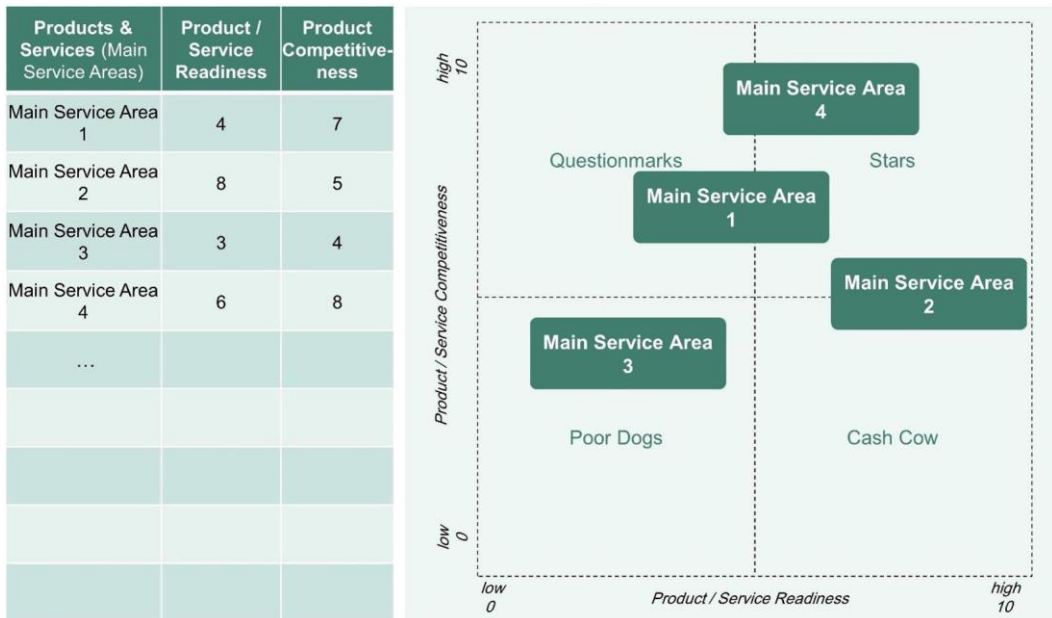 Products &
Services (Main
Service Areas)
Product /
Service
Readiness
Product
Competitive-
ness
Main Service Area
1
4
7
Main Service Area
2
8
5
Main Service Area
3
3
4
Main Service Area
4
6
8
…
high
10
Product / Service Competitiveness
low
0
Main Service Area
4
Questionmarks
Stars
Main Service Area
1
Main Service Area
2
Main Service Area
3
Poor Dogs
Cash Cow
low
0
Product / Service Readiness
high
10